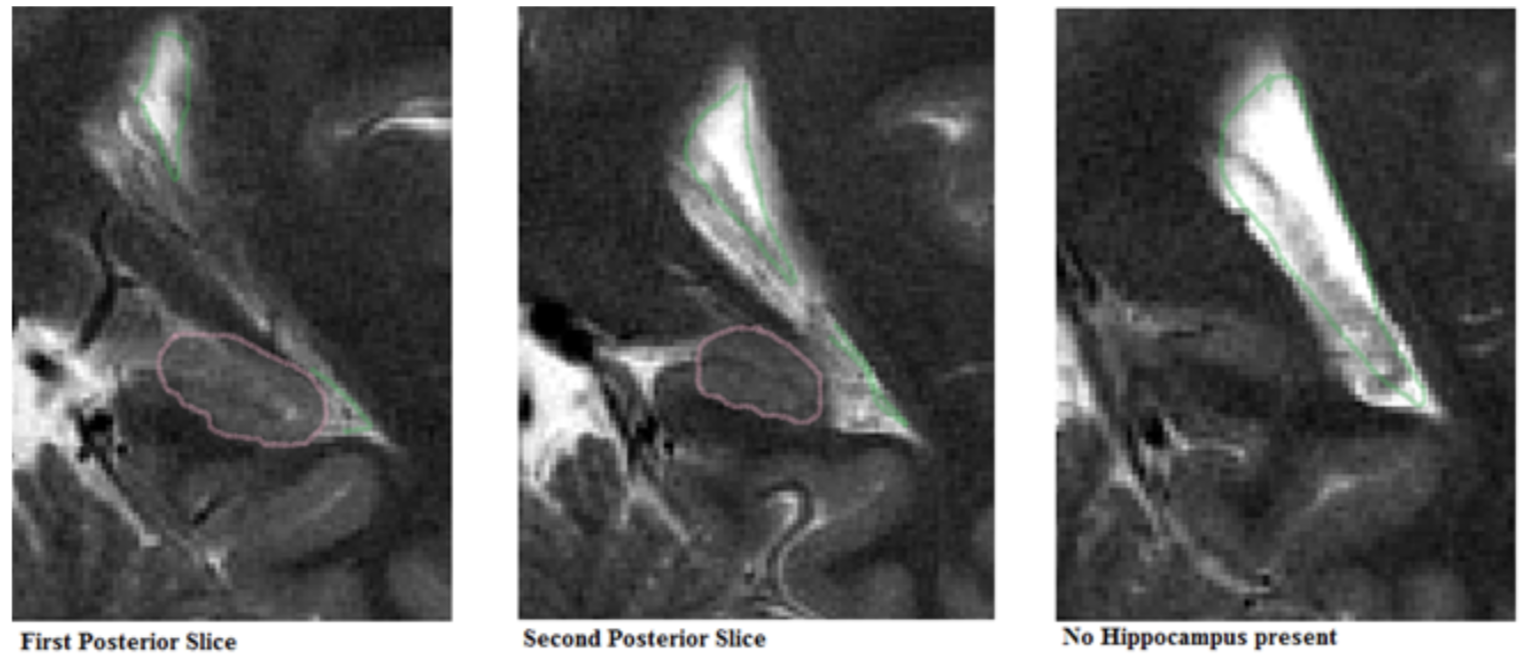 First Posterior Slice
Second Posterior Slice
No Hippocampus present